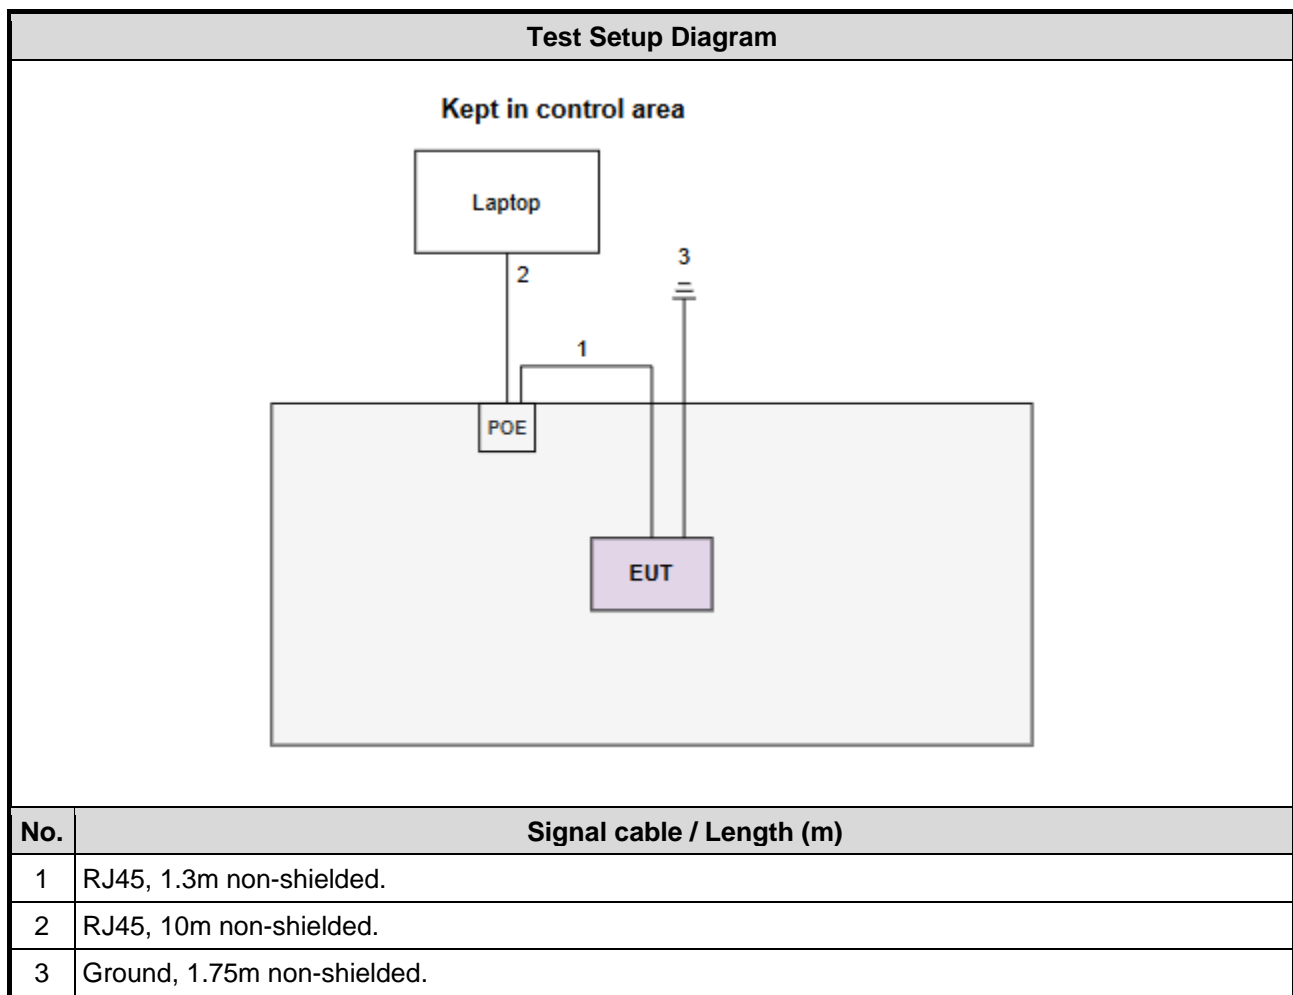 Test Setup Diagram
Kept in control area
Laptop
2
3
1
POE
EUT
No. Signal cable / Length (m)
1 RJ45, 1.3m non-shielded.
2 RJ45, 10m non-shielded.
3 Ground, 1.75m non-shielded.